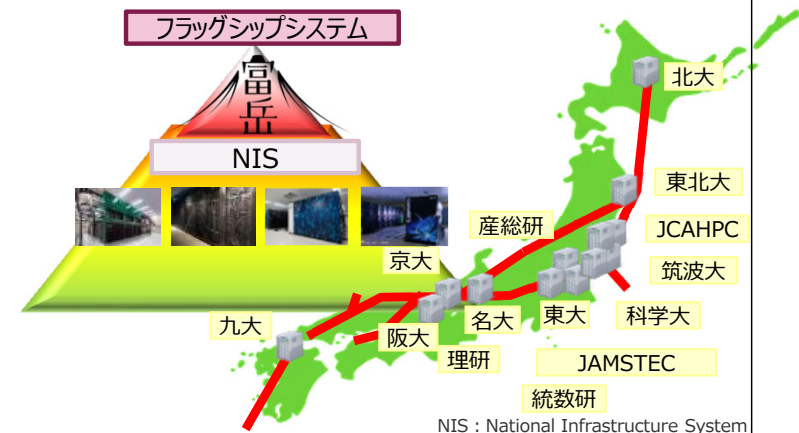 フラッグシップシステム
富岳
NIS
北大
東北大
産総研
JCAHPC
京大
筑波大
九大
阪大
名大
東大
科学大
理研
JAMSTEC
統数研
NIS : National Infrastructure System